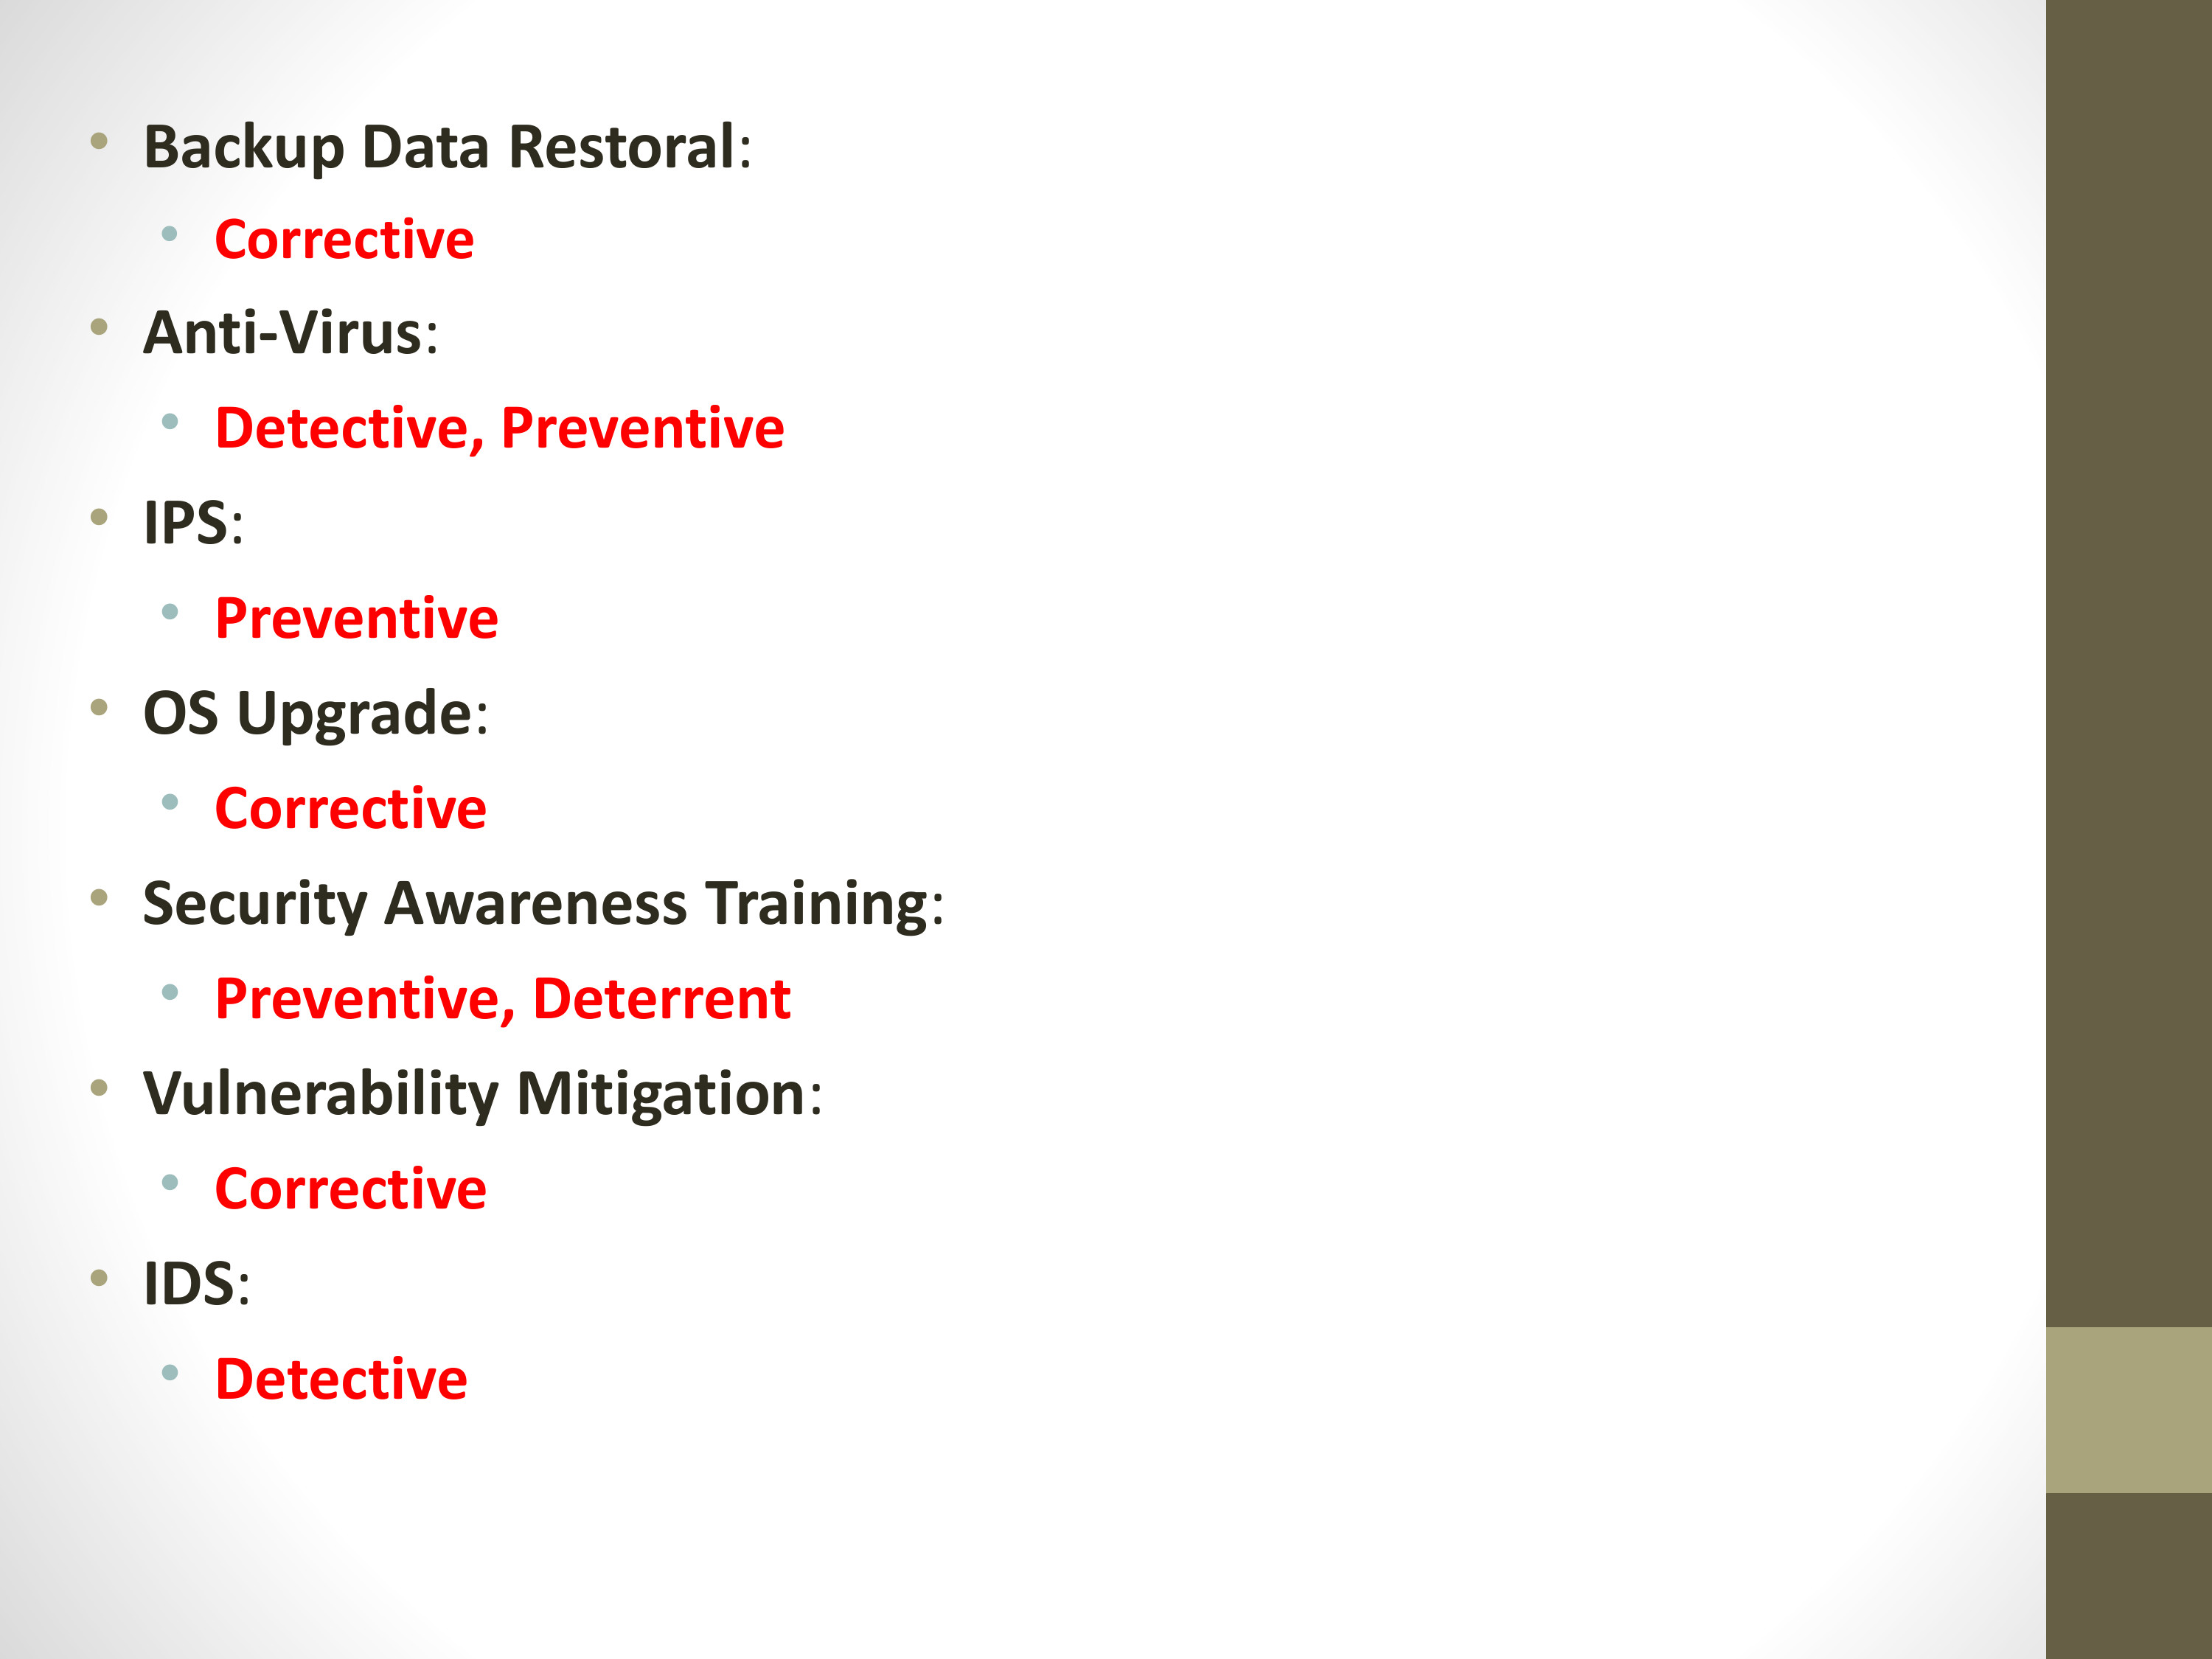 • Backup Data Restoral:
• Corrective
• Anti-Virus:
• Detective, Preventive
• IPS:
• Preventive
• OS Upgrade:
• Corrective
• Security Awareness Training:
• Preventive, Deterrent
• Vulnerability Mitigation:
• Corrective
• IDS:
• Detective